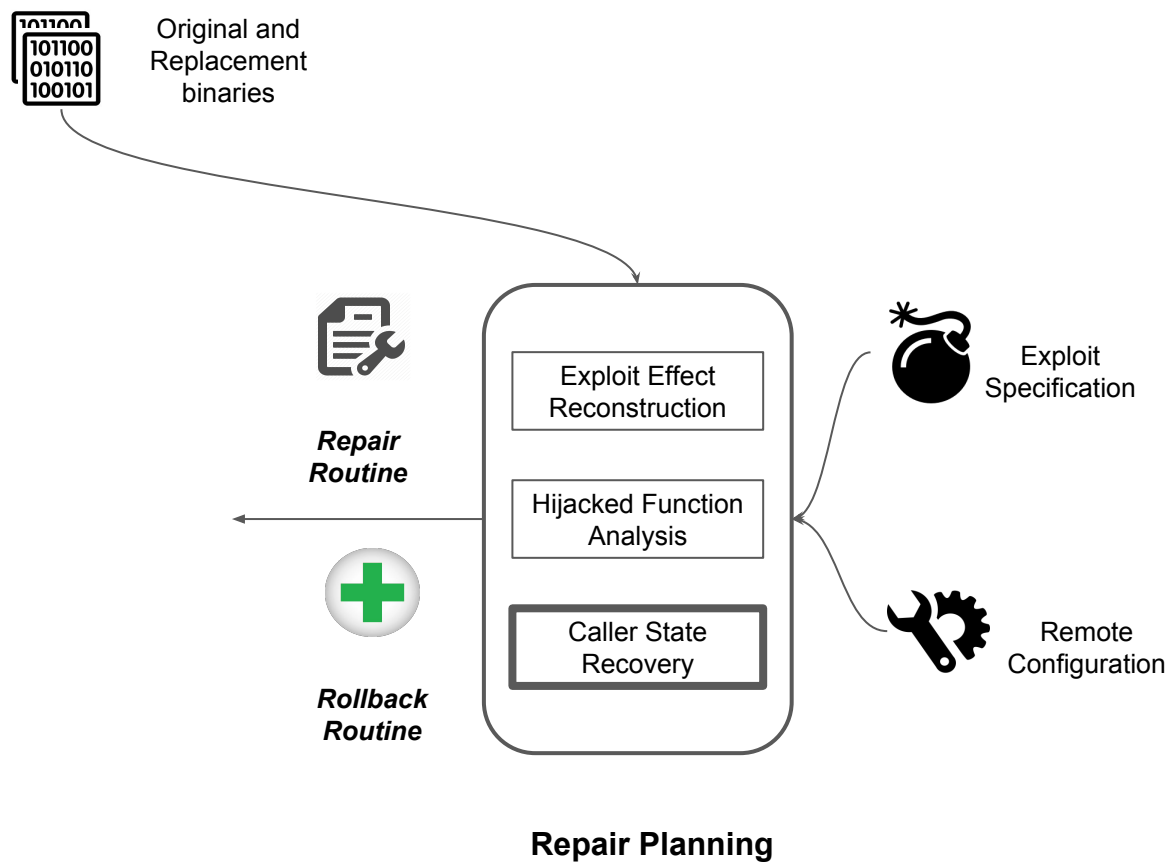 101100
101100
010110
100101
Original and
Replacement
binaries
Exploit Effect
Reconstruction
Exploit
Specification
Repair
Routine
Hijacked Function
Analysis
Caller State
Recovery
Remote
Configuration
Rollback
Routine
Repair Planning